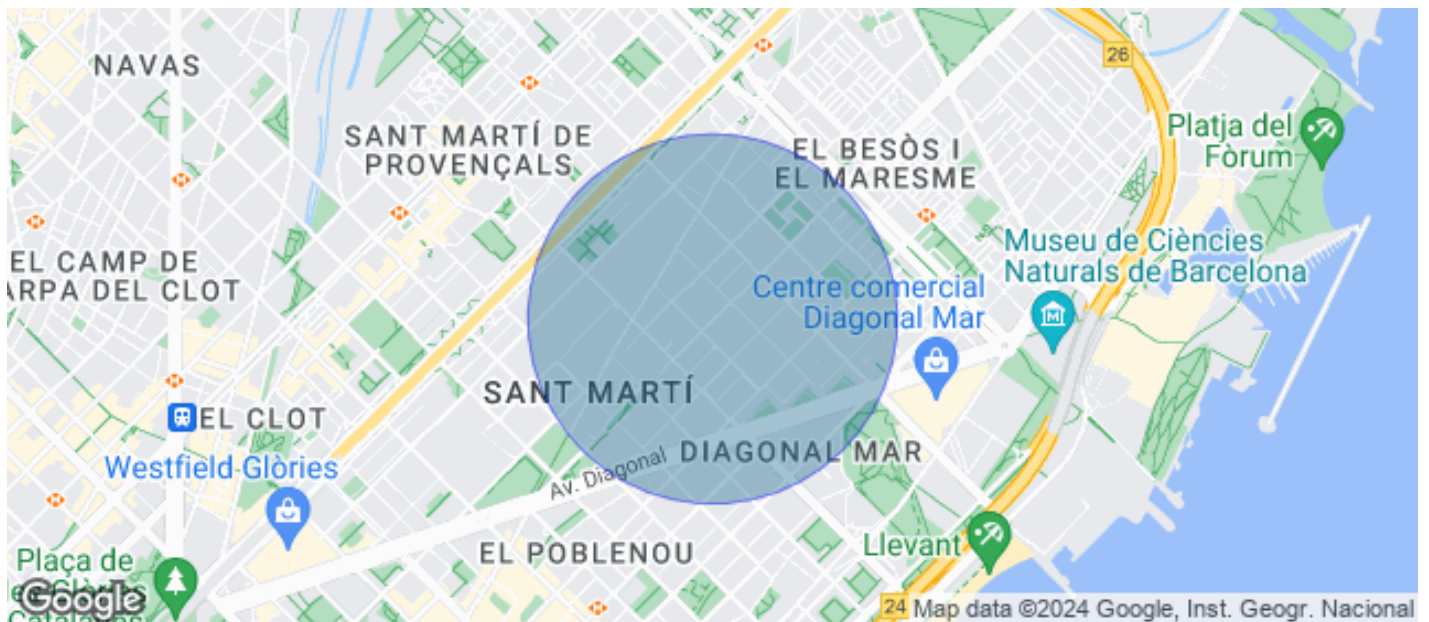 NAVAS
26
SANT MARTÍ DE
PROVENÇALS
EL BESÒS I
EL MARESME
Platja del
Fòrum
EL CAMP DE
ARPA DEL CLOT
Museu de Ciències
Naturals de Barcelona
Centre comercial
Diagonal Mar
SANT MARTÍ
EL CLOT
DIAGONAL MAR
Westfield Glòries
Av. Diagonal
EL POBLENOU
Llevant
Plaça de
Google
24
Map data ©2024 Google, Inst. Geogr. Nacional